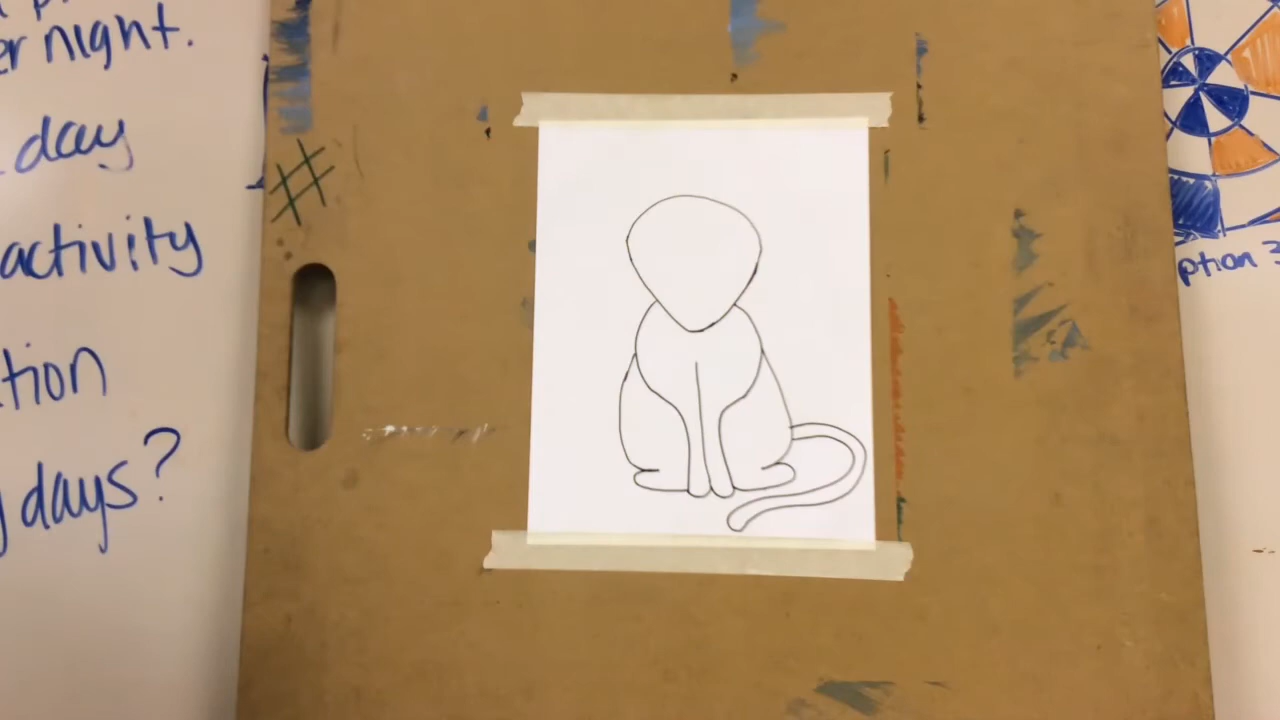 er night.
day
activity
tion
days?
ption 3